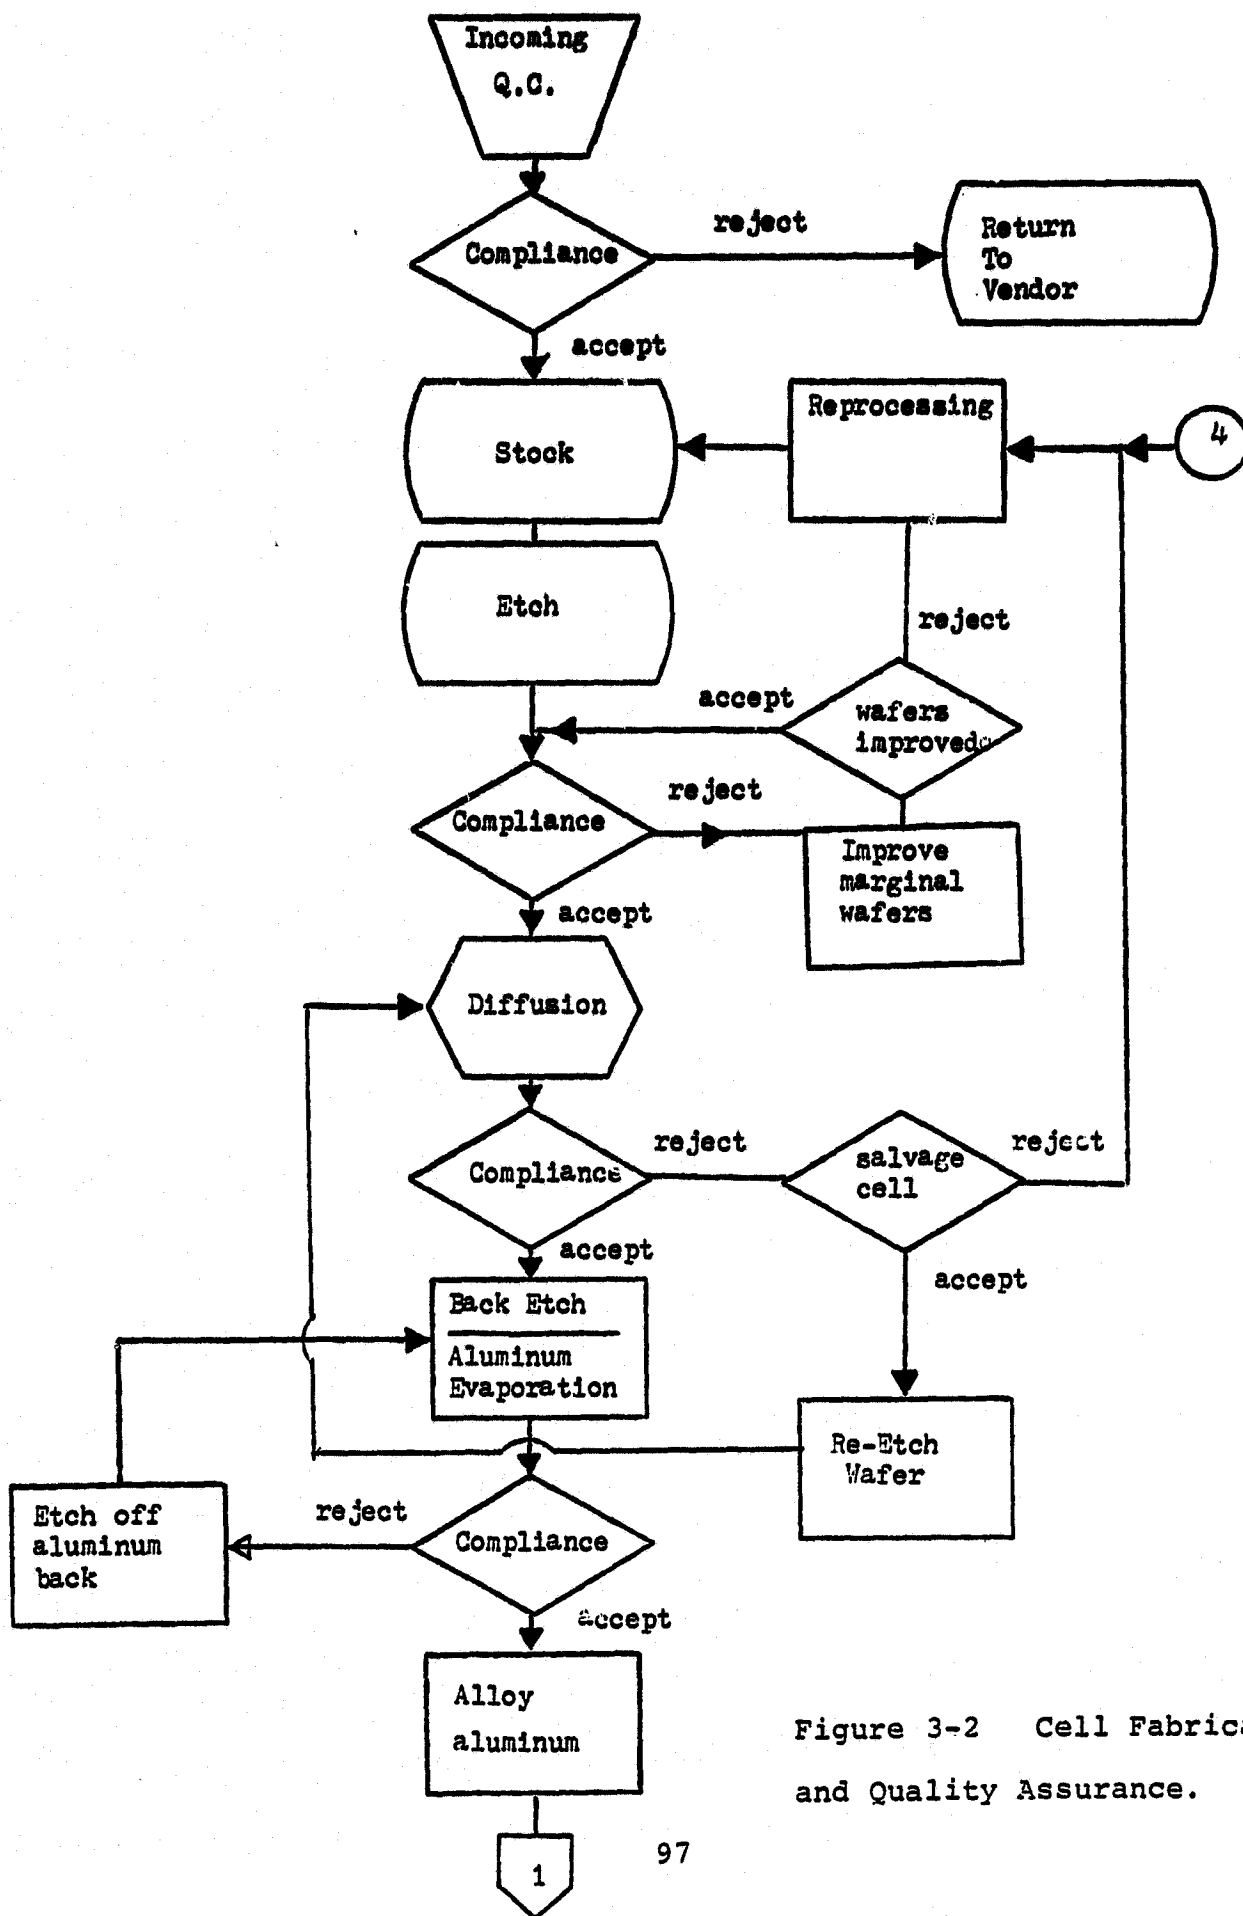 Incoming
Q.C.
Compliance
reject
Return
To
Vendor
accept
Stock
Reprocessing
4
Etch
reject
accept
wafers
improved
reject
Compliance
Improve
marginal
wafers
accept
Diffusion
Compliance
reject
salvage
cell
reject
accept
accept
Back Etch
Aluminum
Evaporation
Re-Etch
Wafer
Etch off
aluminum
back
reject
Compliance
accept
Alloy
aluminum
Figure 3-2 Cell Fabrica
and Quality Assurance.
97
1